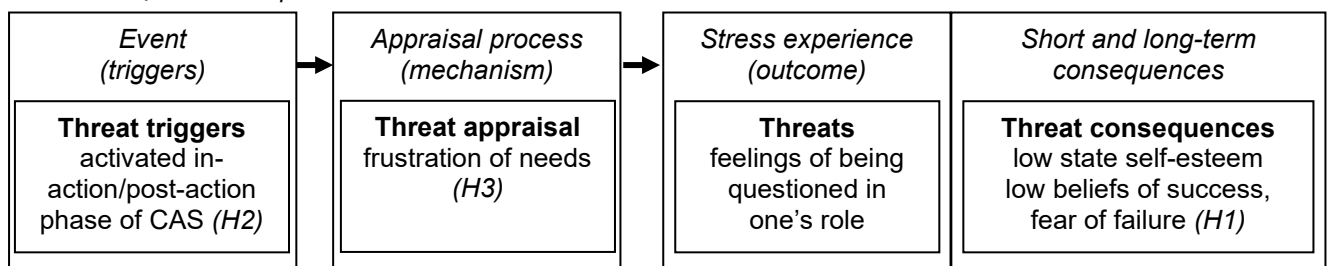 Event
(triggers)
Threat triggers
activated in-
action/post-action
phase of CAS (H2)
Appraisal process
(mechanism)
Threat appraisal
frustration of needs
(H3)
Stress experience
(outcome)
Threats
feelings of being
questioned in
one’s role
Short and long-term
consequences
Threat consequences
low state self-esteem
low beliefs of success,
fear of failure (H1)